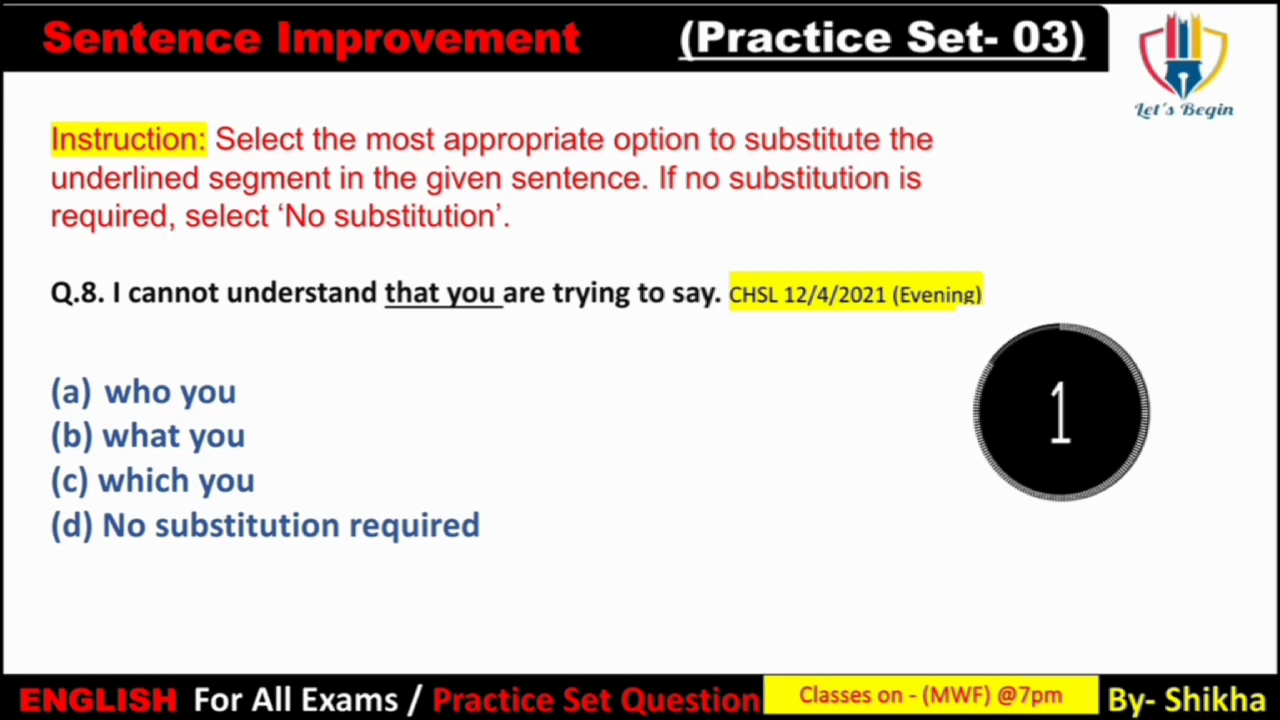 Sentence Improvement (Practice Set- 03)
Let's Begin
Instruction: Select the most appropriate option to substitute the
underlined segment in the given sentence. If no substitution is
required, select ‘No substitution’.
Q.8. I cannot understand that you are trying to say. CHSL 12/4/2021 (Evening)
(a) who you
(b) what you
(c) which you
(d) No substitution required
1
ENGLISH For All Exams / Practice Set Question Classes on - (MWF) @7pm By- Shikha